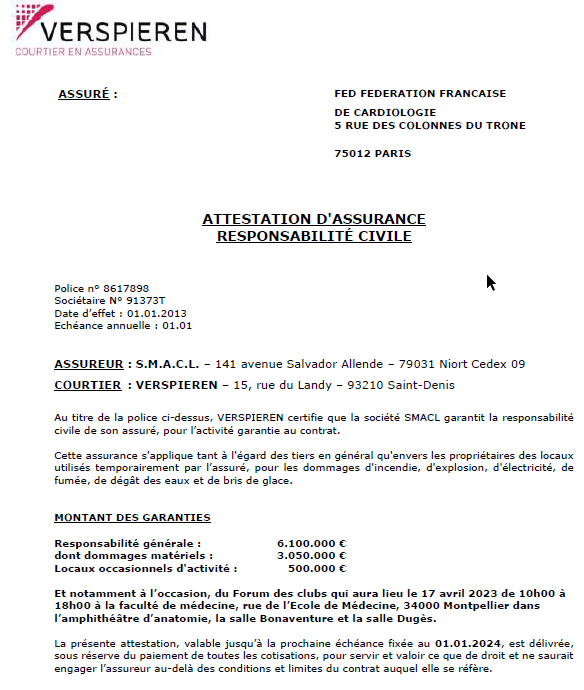 VERSPIEREN
COURTIER EN ASSURANCES
ASSURÉ :
FED FEDERATION FRANCAISE
DE CARDIOLOGIE
5 RUE DES COLONNES DU TRONE
75012 PARIS
ATTESTATION D'ASSURANCE
RESPONSABILITÉ CIVILE
Police n° 8617898
Sociétaire N° 91373T
Date d’effet : 01.01.2013
Echéance annuelle : 01.01
ASSUREUR : S.M.A.C.L. – 141 avenue Salvador Allende – 79031 Niort Cedex 09
COURTIER : VERSPIEREN – 15, rue du Landy – 93210 Saint-Denis
Au titre de la police ci-dessus, VERSPIEREN certifie que la société SMACL garantit la responsabilité
civile de son assuré, pour l’activité garantie au contrat.
Cette assurance s'applique tant à l'égard des tiers en général qu'envers les propriétaires des locaux
utilisés temporairement par l’assuré, pour les dommages d'incendie, d'explosion, d'électricité, de
fumée, de dégât des eaux et de bris de glace.
MONTANT DES GARANTIES
Responsabilité générale : 6.100.000 €
dont dommages matériels : 3.050.000 €
Locaux occasionnels d'activité : 500.000 €
Et notamment à l’occasion, du Forum des clubs qui aura lieu le 17 avril 2023 de 10h00 à
18h00 à la faculté de médecine, rue de l’Ecole de Médecine, 34000 Montpellier dans
l’amphithéâtre d’anatomie, la salle Bonaventure et la salle Dugès.
La présente attestation, valable jusqu’à la prochaine échéance fixée au 01.01.2024, est délivrée,
sous réserve du paiement de toutes les cotisations, pour servir et valoir ce que de droit et ne saurait
engager l’assureur au-delà des conditions et limites du contrat auquel elle se réfère.